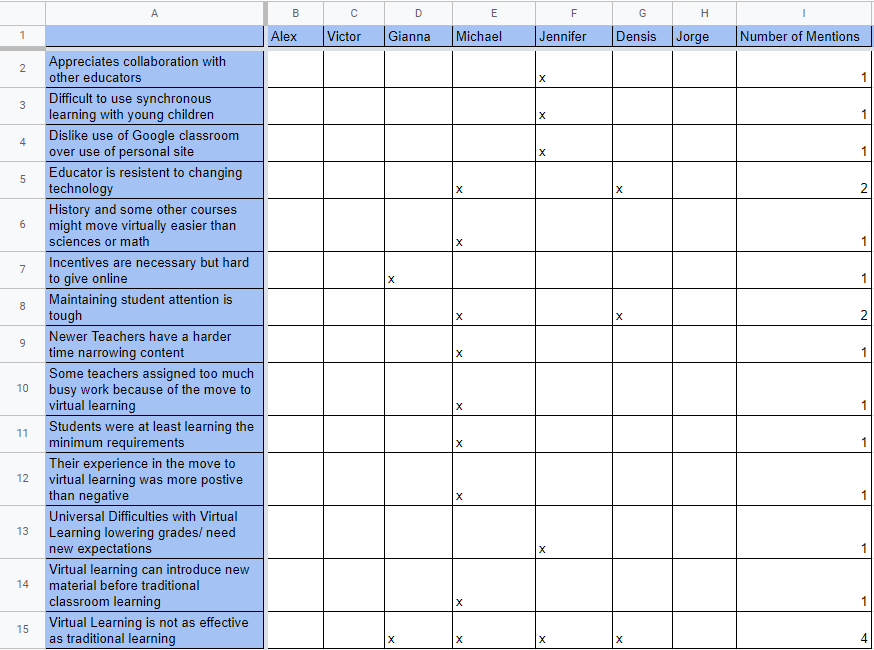 A B C D E F G H I
1 Alex Victor Gianna Michael Jennifer Densis Jorge Number of Mentions
2 Appreciates collaboration with
other educators x 1
3 Difficult to use synchronous
learning with young children x 1
4 Dislike use of Google classroom
over use of personal site x 1
5 Educator is resistent to changing
technology x x 2
6 History and some other courses
might move virtually easier than
sciences or math x 1
7 Incentives are necessary but hard
to give online x 1
8 Maintaining student attention is
tough x x 2
9 Newer Teachers have a harder
time narrowing content x 1
10 Some teachers assigned too much
busy work because of the move to
virtual learning x 1
11 Students were at least learning the
minimum requirements x 1
12 Their experience in the move to
virtual learning was more postive
than negative x 1
13 Universal Difficulties with Virtual
Learning lowering grades/ need
new expectations x 1
14 Virtual learning can introduce new
material before traditional
classroom learning x 1
15 Virtual Learning is not as effective
as traditional learning x x x x 4